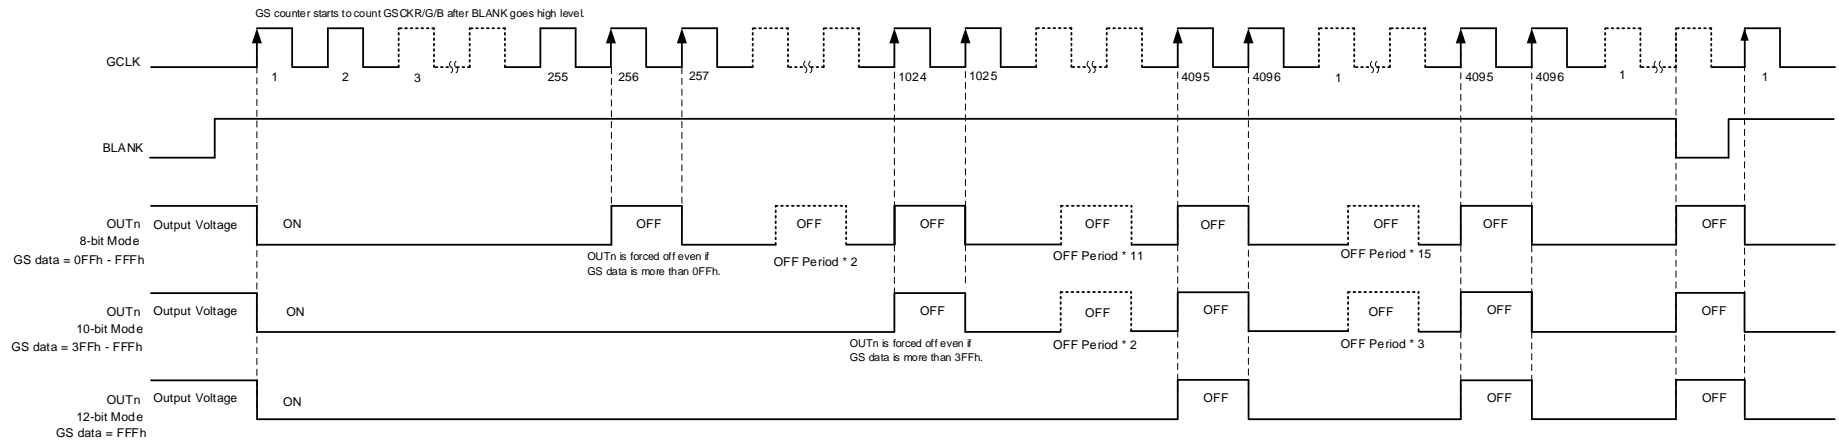 GS counter starts to count GSCKR/G/B after BLANK goes high level.
GCLK
1 2 3 255 256 257 1024 1025 4095 4096 1 4095 4096 1 1
BLANK
OUTn
8-bit Mode
GS data = 0FFh - FFFh
Output Voltage ON OFF OFF OFF OFF OFF OFF OFF OFF
OUTn is forced off even if
GS data is more than 0FFh.
OFF Period * 2
OFF Period * 11
OFF Period * 15
OUTn
10-bit Mode
GS data = 3FFh - FFFh
Output Voltage ON OFF OFF OFF OFF OFF OFF
OUTn is forced off even if
GS data is more than 3FFh.
OFF Period * 2
OFF Period * 3
OUTn
12-bit Mode
GS data = FFFh
Output Voltage ON OFF OFF OFF